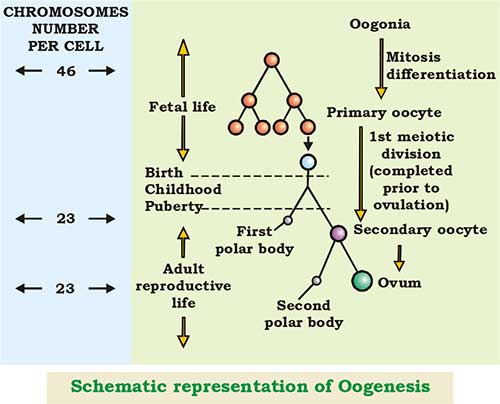 CHROMOSOMES
NUMBER
PER CELL
46
23
23
Fetal life
Birth
Childhood
Puberty
Adult
reproductive
life
First
polar body
Second
polar body
Oogonia
Mitosis
differentiation
Primary oocyte
1st meiotic
division
(completed
prior to
ovulation)
Secondary oocyte
Ovum
Schematic representation of Oogenesis